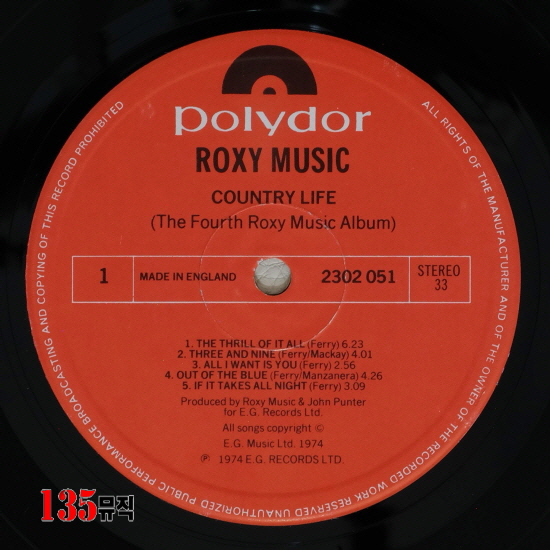 polydor
ROXY MUSIC
COUNTRY LIFE
(The Fourth Roxy Music Album)
1 MADE IN ENGLAND 2302 051 STEREO
33
1. THE THRILL OF IT ALL (Ferry) 6.23
2. THREE AND NINE (Ferry/Mackay) 4.01
3. ALL I WANT IS YOU (Ferry) 2.56
4. OUT OF THE BLUE (Ferry/Manzanera) 4.26
5. IF IT TAKES ALL NIGHT (Ferry) 3.09
Produced by Roxy Music & John Punter
for E.G. Records Ltd.
All songs copyright ©
E.G. Music Ltd. 1974
℗ 1974 E.G. RECORDS LTD.
ALL RIGHTS OF THE MANUFACTURER AND OF THE OWNER OF THE RECORDED WORK RESERVED UNAUTHORIZED PUBLIC PERFORMANCE BROADCASTING AND COPYING OF THIS RECORD PROHIBITED
135뮤직